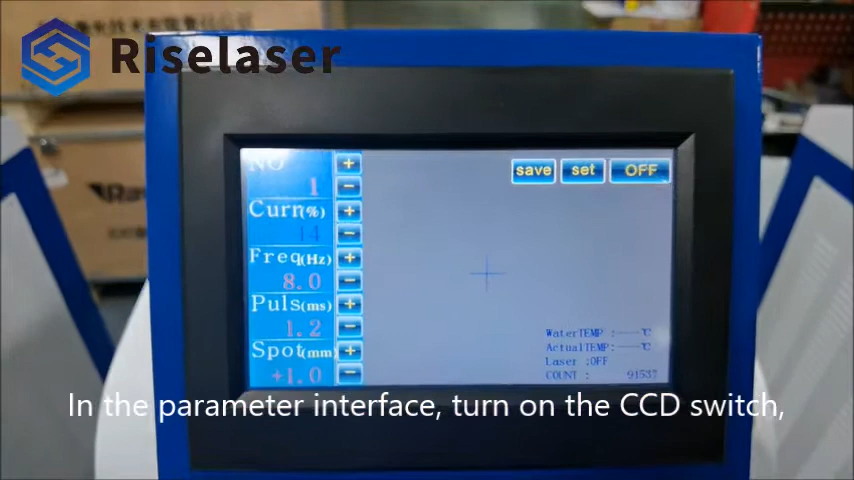 Riselaser
NO
1
Curr(%)
14
Freq(Hz)
8.0
Puls(ms)
1.2
Spot(mm)
+1.0
+
−
+
−
+
−
+
−
+
−
save
set
OFF
WaterTEMP :----℃
ActualTEMP:----℃
Laser :OFF
COUNT : 91537
In the parameter interface, turn on the CCD switch,